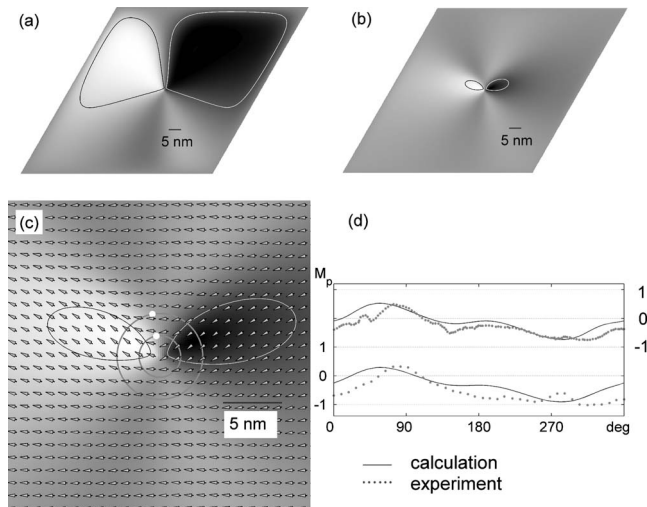 (a)
5 nm
(b)
5 nm
(c)
5 nm
(d)
M_p
1
0
-1
1
0
-1
0 90 180 270 deg
calculation
experiment